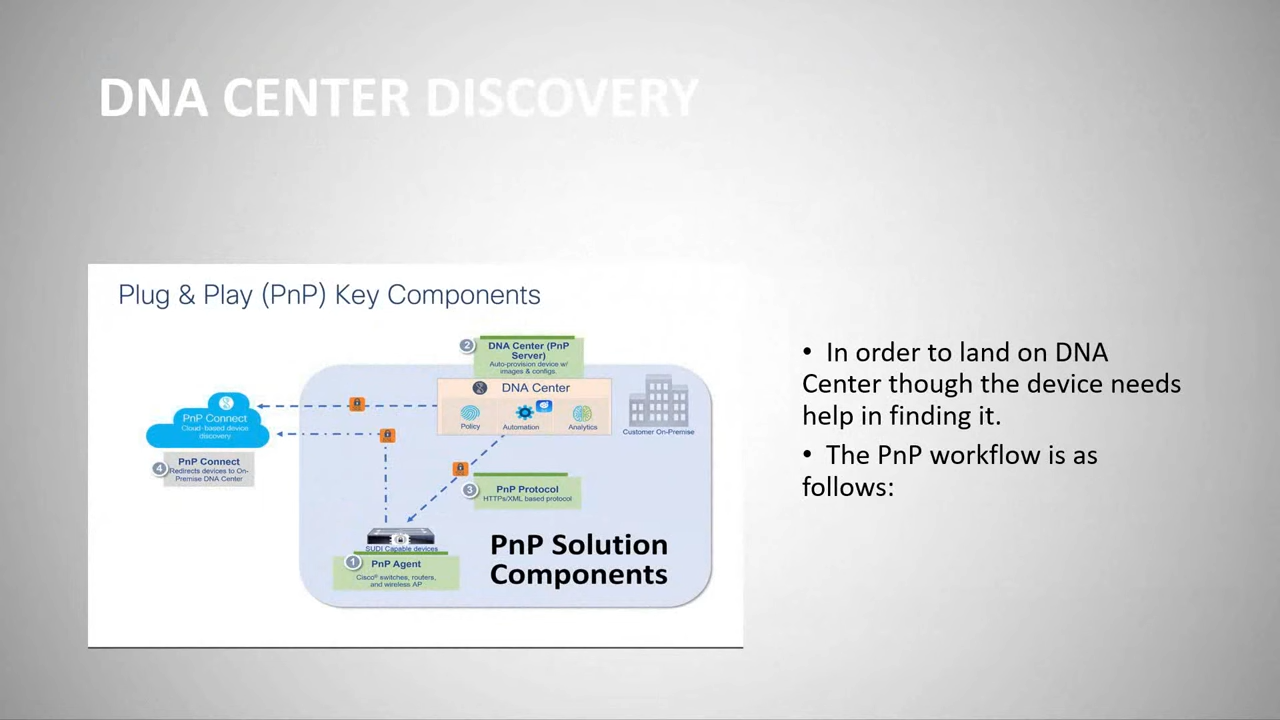 DNA CENTER DISCOVERY
Plug & Play (PnP) Key Components
2
DNA Center (PnP
Server)
Auto-provision device w/
images & configs.
DNA Center
Policy
Automation
Analytics
Customer On-Premise
PnP Connect
Cloud-based device
discovery
4
PnP Connect
Redirects devices to On-
Premise DNA Center
3
PnP Protocol
HTTPs/XML based protocol
SUDI Capable devices
1
PnP Agent
Cisco® switches, routers,
and wireless AP
PnP Solution
Components
• In order to land on DNA
Center though the device needs
help in finding it.
• The PnP workflow is as
follows: